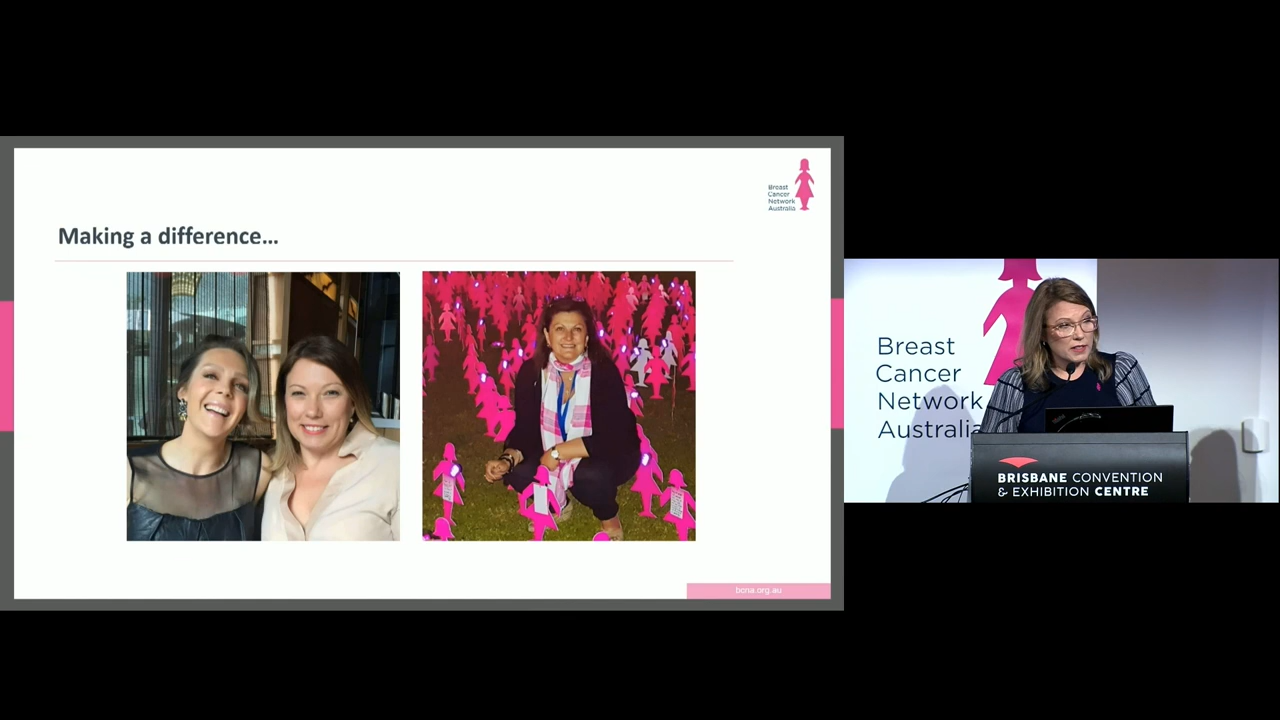 Breast
Cancer
Network
Australia
Making a difference...
bcna.org.au
Breast
Cancer
Network
Australia
BRISBANE CONVENTION
& EXHIBITION CENTRE